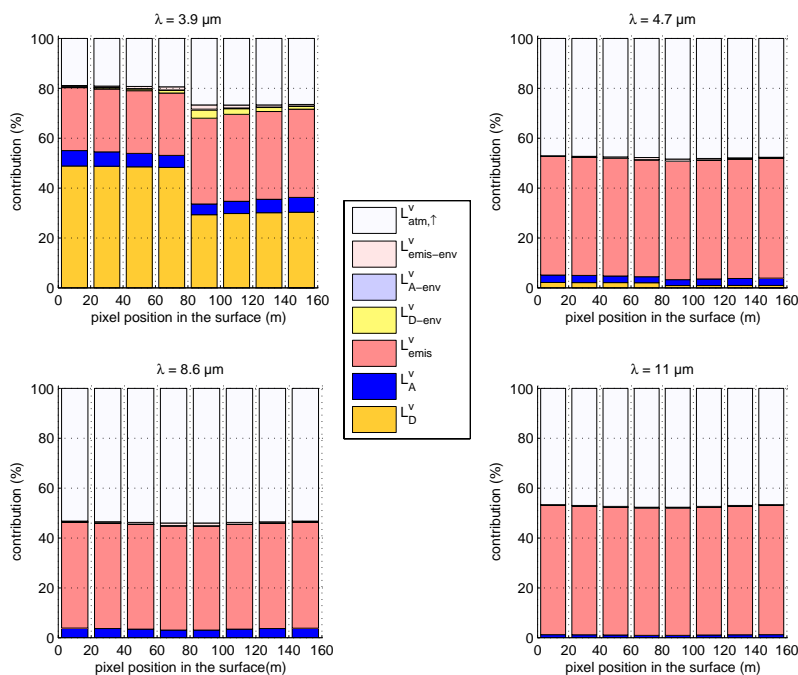 λ = 3.9 µm
contribution (%)
100
80
60
40
20
0
0 20 40 60 80 100 120 140 160
pixel position in the surface (m)
λ = 4.7 µm
contribution (%)
100
80
60
40
20
0
0 20 40 60 80 100 120 140 160
pixel position in the surface (m)
L^v_atm,↑
L^v_emis−env
L^v_A−env
L^v_D−env
L^v_emis
L^v_A
L^v_D
λ = 8.6 µm
contribution (%)
100
80
60
40
20
0
0 20 40 60 80 100 120 140 160
pixel position in the surface(m)
λ = 11 µm
contribution (%)
100
80
60
40
20
0
0 20 40 60 80 100 120 140 160
pixel position in the surface (m)